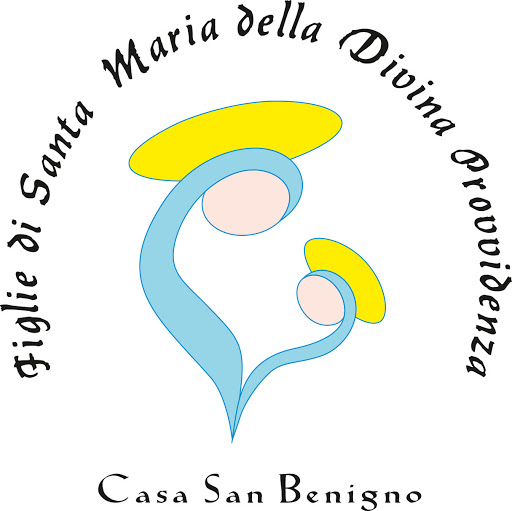 Figlie di Santa Maria della Divina Provvidenza
Casa San Benigno